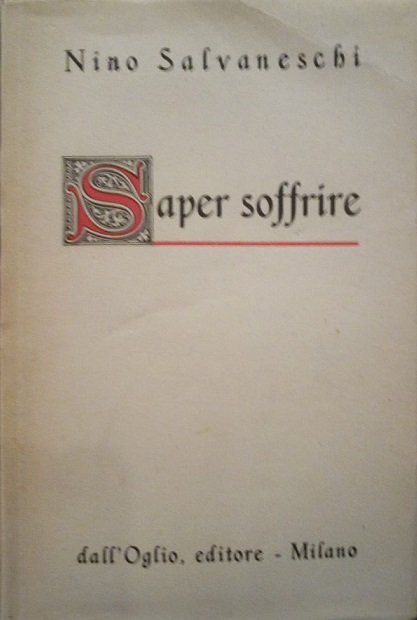 Nino Salvaneschi
Saper soffrire
dall'Oglio, editore - Milano